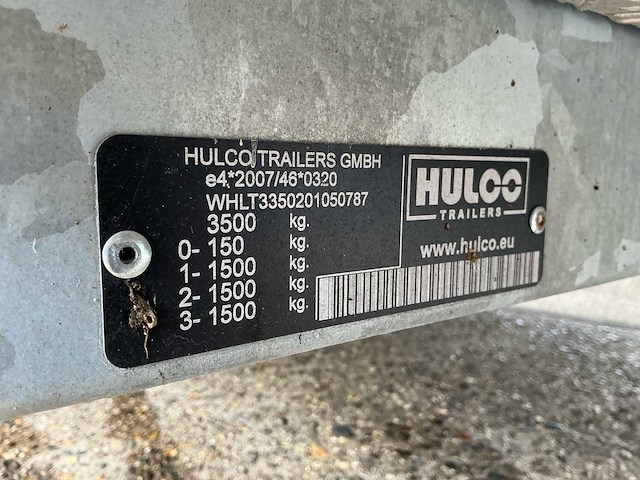 HULCO TRAILERS GMBH
e4*2007/46*0320
WHLT3350201050787
3500 kg.
0- 150 kg.
1- 1500 kg.
2- 1500 kg.
3- 1500 kg.
HULCO
TRAILERS
www.hulco.eu